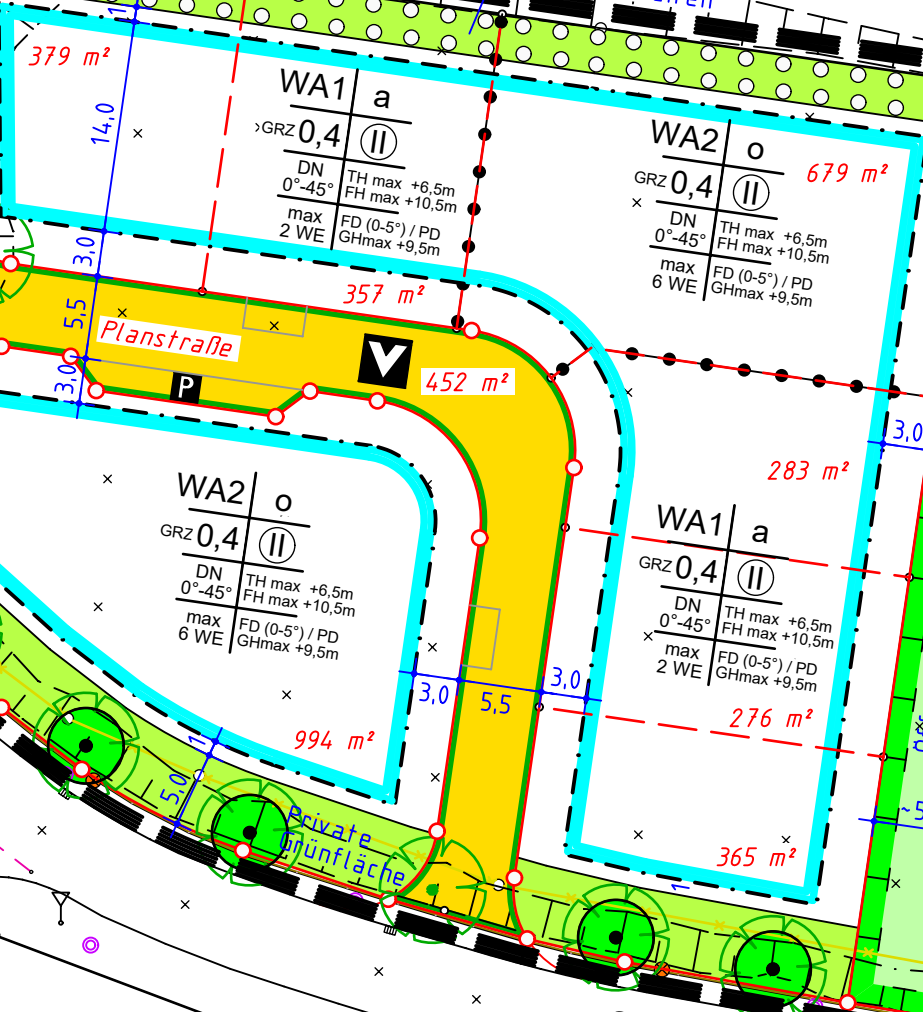 1
379 m²
14,0
WA1 a
GRZ 0,4 II
DN
0°-45°
TH max +6,5m
FH max +10,5m
max
2 WE
FD (0-5°) / PD
GHmax +9,5m
WA2 o
679 m²
GRZ 0,4 II
DN
0°-45°
TH max +6,5m
FH max +10,5m
max
6 WE
FD (0-5°) / PD
GHmax +9,5m
3,0
357 m²
5,5
Planstraße
452 m²
3,0
P
3,0
283 m²
WA2 o
GRZ 0,4 II
DN
0°-45°
TH max +6,5m
FH max +10,5m
max
6 WE
FD (0-5°) / PD
GHmax +9,5m
WA1 a
GRZ 0,4 II
DN
0°-45°
TH max +6,5m
FH max +10,5m
max
2 WE
FD (0-5°) / PD
GHmax +9,5m
3,0
5,5
3,0
276 m²
994 m²
1
5,0
Private
Grünfläche
~5
365 m²
1